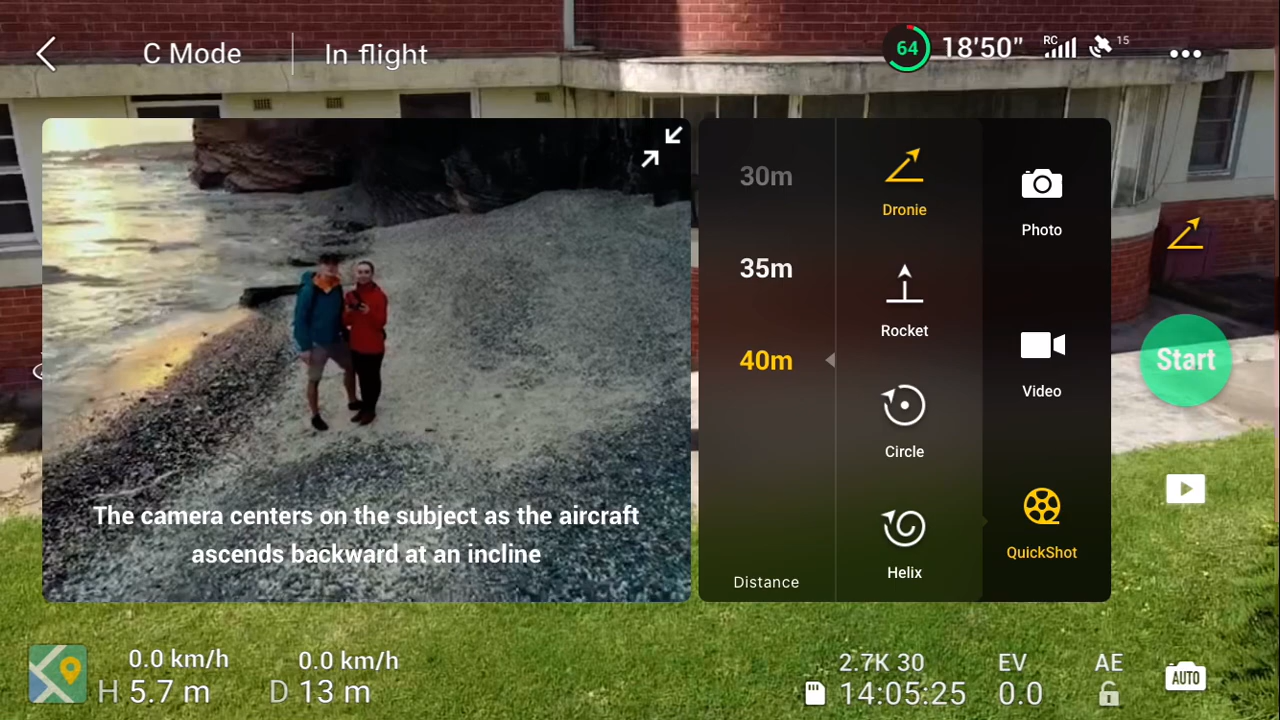 C Mode
In flight
64
18'50"
RC
15
30m
35m
40m
Distance
Dronie
Rocket
Circle
Helix
Photo
Video
QuickShot
Start
The camera centers on the subject as the aircraft
ascends backward at an incline
0.0 km/h
0.0 km/h
H 5.7 m
D 13 m
2.7K 30
14:05:25
EV
0.0
AE
AUTO